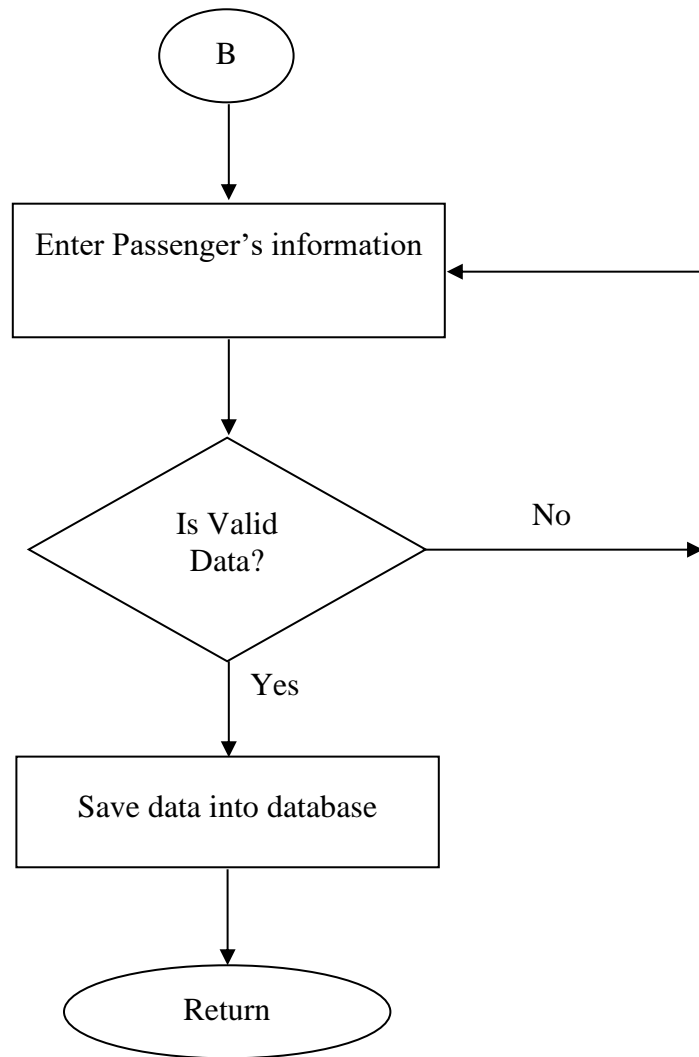 B
Enter Passenger’s information
Is Valid
Data?
No
Yes
Save data into database
Return